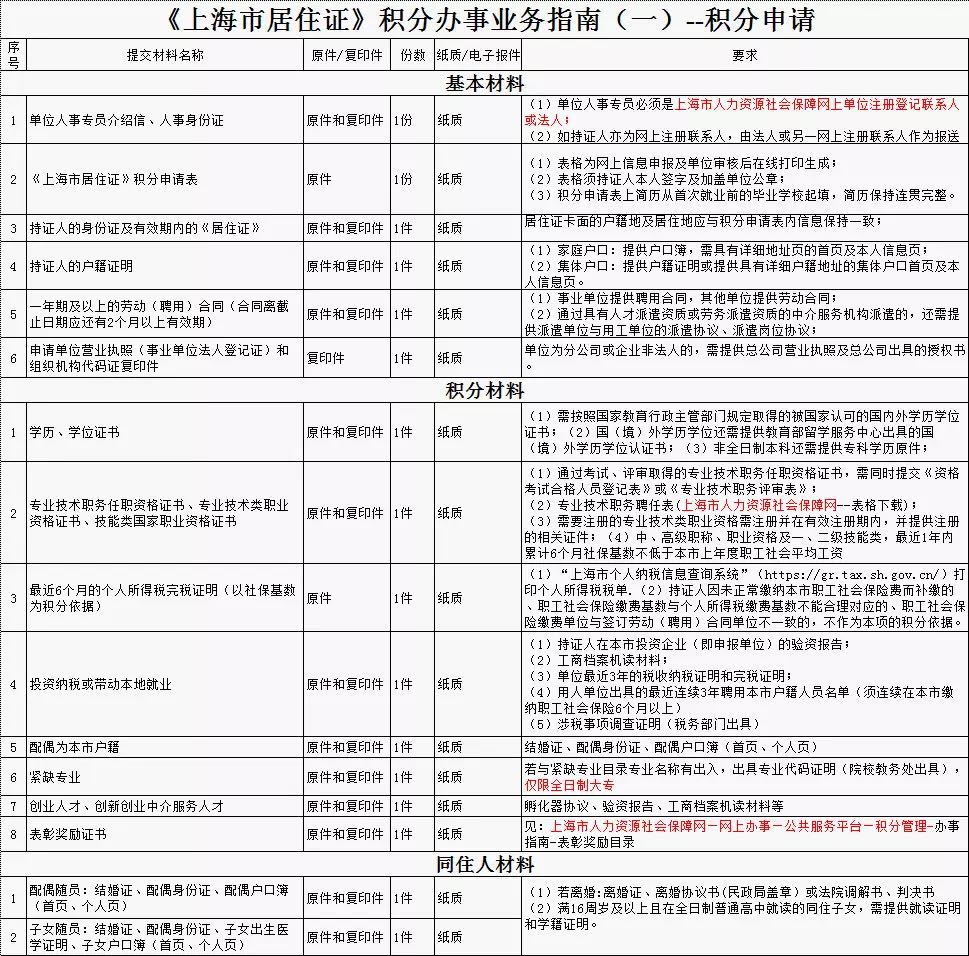 《上海市居住证》积分办事业务指南（一）--积分申请
序号 提交材料名称 原件/复印件 份数 纸质/电子报件 要求
基本材料
1 单位人事专员介绍信、人事身份证 原件和复印件 1份 纸质
（1）单位人事专员必须是上海市人力资源社会保障网上单位注册登记联系人
或法人；
（2）如持证人亦为网上注册联系人，由法人或另一网上注册联系人作为报送
2 《上海市居住证》积分申请表 原件 1份 纸质
（1）表格为网上信息申报及单位审核后在线打印生成；
（2）表格须持证人本人签字及加盖单位公章；
（3）积分申请表上简历从首次就业前的毕业学校起填，简历保持连贯完整。
3 持证人的身份证及有效期内的《居住证》 原件和复印件 1件 纸质
居住证卡面的户籍地及居住地应与积分申请表内信息保持一致；
4 持证人的户籍证明 原件和复印件 1件 纸质
（1）家庭户口：提供户口簿，需具有详细地址页的首页及本人信息页；
（2）集体户口：提供户籍证明或提供具有详细户籍地址的集体户口首页及本
人信息页。
5 一年期及以上的劳动（聘用）合同（合同离截
止日期应还有2个月以上有效期） 原件和复印件 1件 纸质
（1）事业单位提供聘用合同，其他单位提供劳动合同；
（2）通过具有人才派遣资质或劳务派遣资质的中介服务机构派遣的，还需提
供派遣单位与用工单位的派遣协议、派遣岗位协议；
6 申请单位营业执照（事业单位法人登记证）和
组织机构代码证复印件 复印件 1件 纸质
单位为分公司或企业非法人的，需提供总公司营业执照及总公司出具的授权书
。
积分材料
1 学历、学位证书 原件和复印件 1件 纸质
（1）需按照国家教育行政主管部门规定取得的被国家认可的国内外学历学位
证书；（2）国（境）外学历学位还需提供教育部留学服务中心出具的国
（境）外学历学位认证书；（3）非全日制本科还需提供专科学历原件；
2 专业技术职务任职资格证书、专业技术类职业
资格证书、技能类国家职业资格证书 原件和复印件 1件 纸质
（1）通过考试、评审取得的专业技术职务任职资格证书，需同时提交《资格
考试合格人员登记表》或《专业技术职务评审表》；
（2）专业技术职务聘任表(上海市人力资源社会保障网--表格下载)；
（3）需要注册的专业技术类职业资格需注册并在有效注册期内，并提供注册
的相关证件；（4）中、高级职称、职业资格及一、二级技能类，最近1年内
累计6个月社保基数不低于本市上年度职工社会平均工资
3 最近6个月的个人所得税完税证明（以社保基数
为积分依据） 原件 1件 纸质
（1）“上海市个人纳税信息查询系统”（https://gr.tax.sh.gov.cn/）打
印个人所得税税单.（2）持证人因未正常缴纳本市职工社会保险费而补缴的
、职工社会保险缴费基数与个人所得税缴费基数不能合理对应的、职工社会保
险缴费单位与签订劳动（聘用）合同单位不一致的，不作为本项的积分依据。
4 投资纳税或带动本地就业 原件和复印件 1件 纸质
（1）持证人在本市投资企业（即申报单位）的验资报告；
（2）工商档案机读材料；
（3）单位最近3年的税收纳税证明和完税证明；
（4）用人单位出具的最近连续3年聘用本市户籍人员名单（须连续在本市缴
纳职工社会保险6个月以上）
（5）涉税事项调查证明（税务部门出具）
5 配偶为本市户籍 原件和复印件 1件 纸质 结婚证、配偶身份证、配偶户口簿（首页、个人页）
6 紧缺专业 原件和复印件 1件 纸质
若与紧缺专业目录专业名称有出入，出具专业代码证明（院校教务处出具），
仅限全日制大专
7 创业人才、创新创业中介服务人才 原件和复印件 1件 纸质 孵化器协议、验资报告、工商档案机读材料等
8 表彰奖励证书 原件和复印件 1件 纸质
见：上海市人力资源社会保障网－网上办事－公共服务平台－积分管理-办事
指南-表彰奖励目录
同住人材料
1 配偶随员：结婚证、配偶身份证、配偶户口簿
（首页、个人页） 原件和复印件 1件 纸质
（1）若离婚:离婚证、离婚协议书(民政局盖章）或法院调解书、判决书
（2）满16周岁及以上且在全日制普通高中就读的同住子女，需提供就读证明
和学籍证明。
2 子女随员：结婚证、配偶身份证、子女出生医
学证明、子女户口簿（首页、个人页） 原件和复印件 1件 纸质